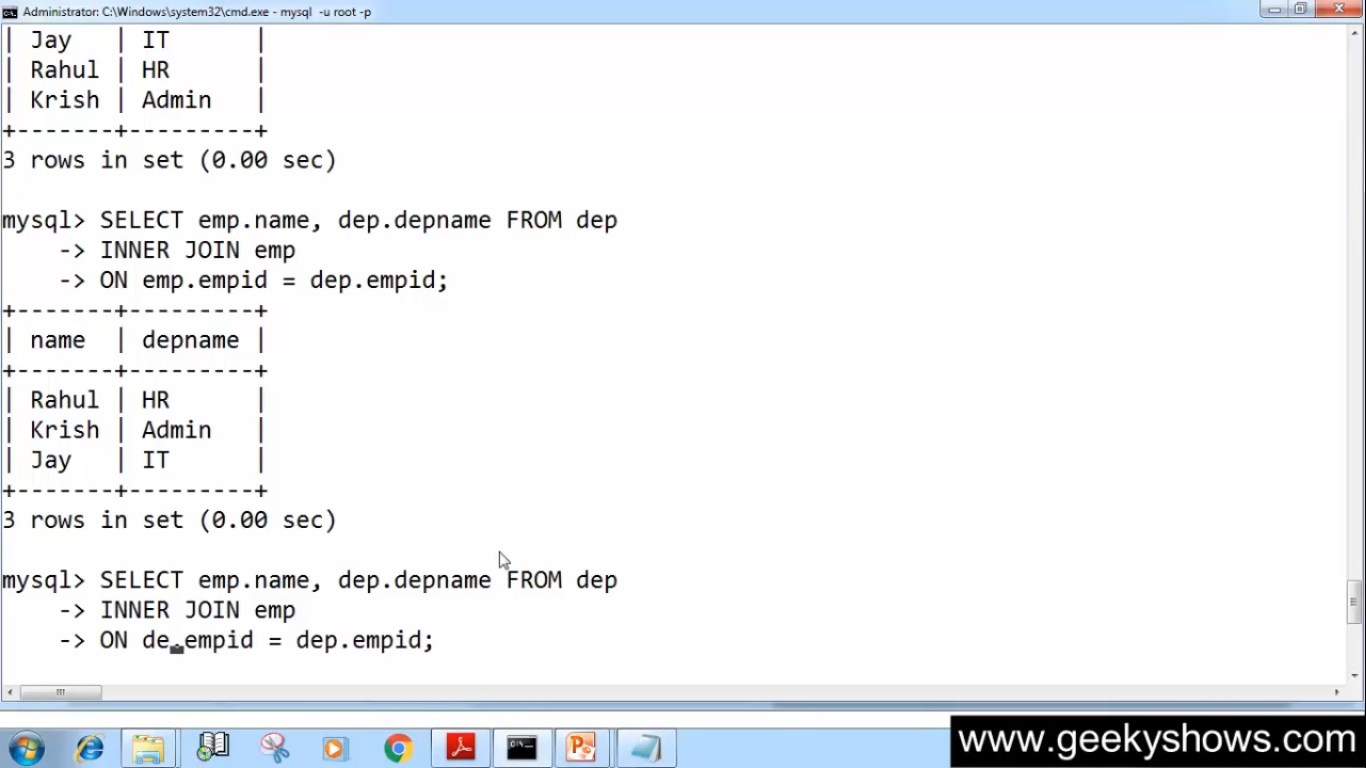 Administrator: C:\Windows\system32\cmd.exe - mysql -u root -p
| Jay   | IT      |
| Rahul | HR      |
| Krish | Admin   |
+-------+---------+
3 rows in set (0.00 sec)
mysql> SELECT emp.name, dep.depname FROM dep
    -> INNER JOIN emp
    -> ON emp.empid = dep.empid;
+-------+---------+
| name  | depname |
+-------+---------+
| Rahul | HR      |
| Krish | Admin   |
| Jay   | IT      |
+-------+---------+
3 rows in set (0.00 sec)
mysql> SELECT emp.name, dep.depname FROM dep
    -> INNER JOIN emp
    -> ON de.empid = dep.empid;
www.geekyshows.com